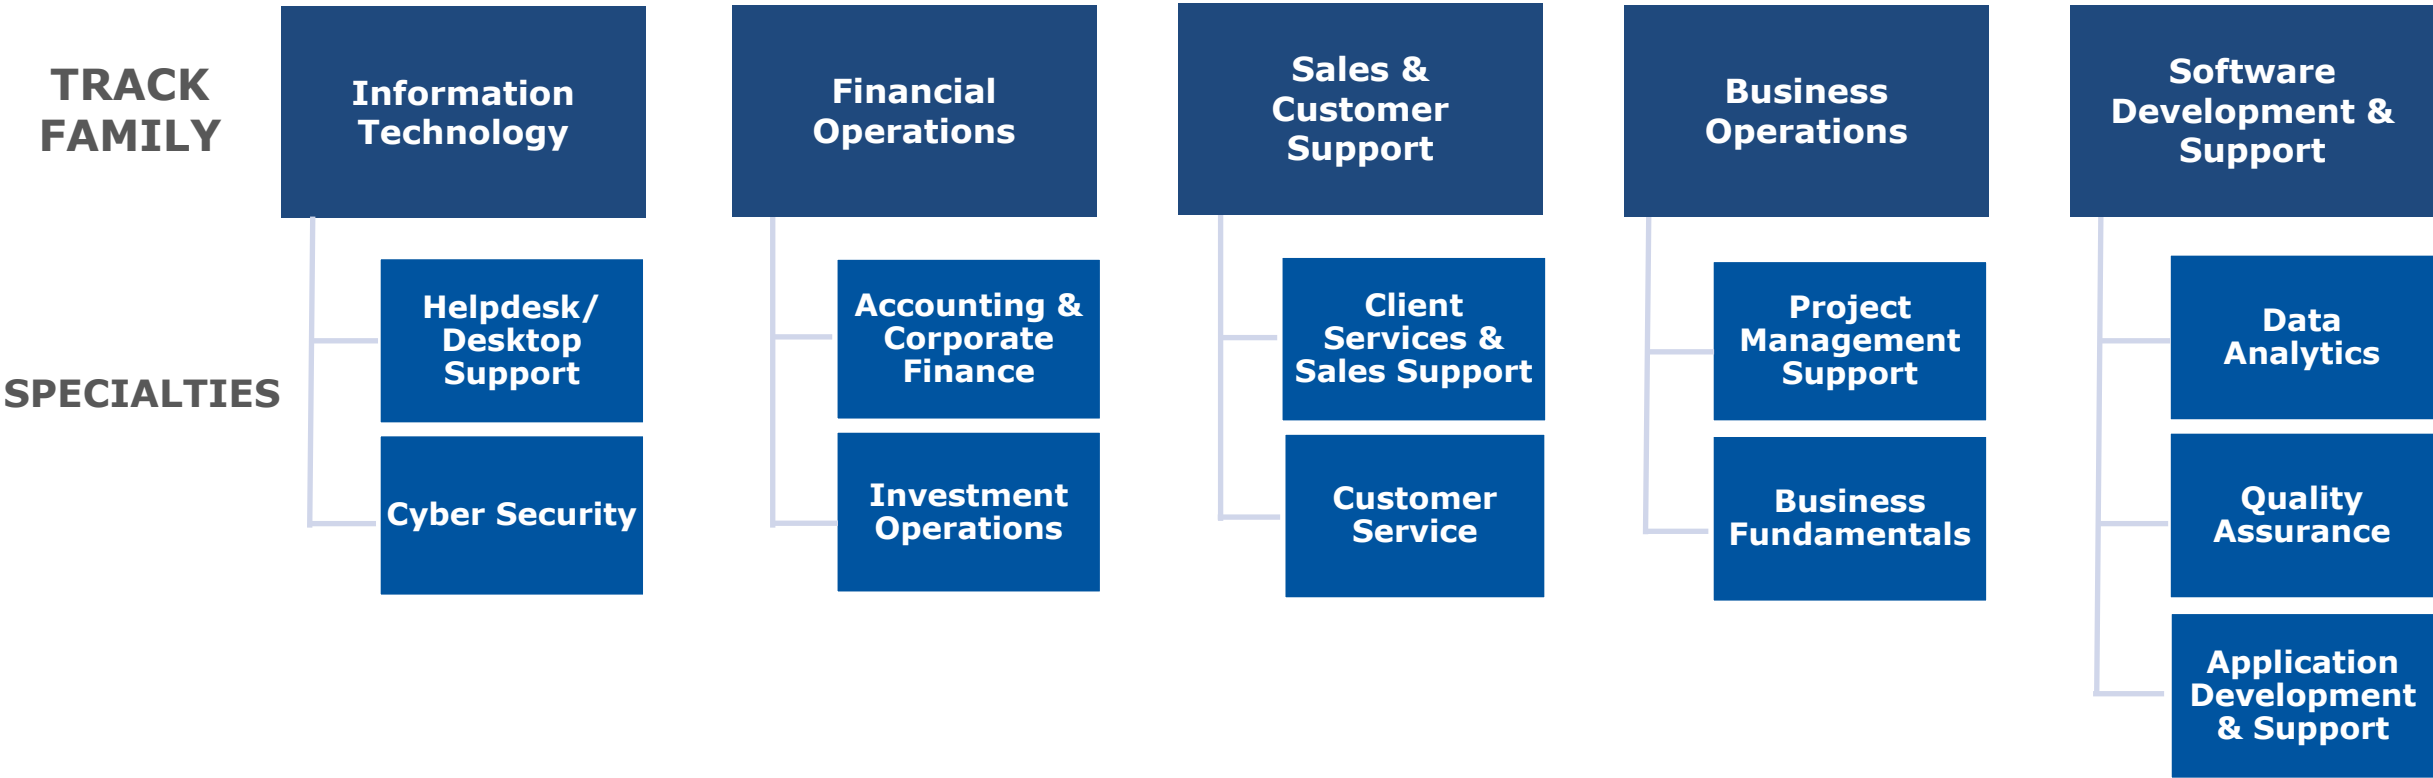 TRACK
FAMILY
Information
Technology
Financial
Operations
Sales &
Customer
Support
Business
Operations
Software
Development &
Support
SPECIALTIES
Helpdesk/
Desktop
Support
Cyber Security
Accounting &
Corporate
Finance
Investment
Operations
Client
Services &
Sales Support
Customer
Service
Project
Management
Support
Business
Fundamentals
Data
Analytics
Quality
Assurance
Application
Development
& Support